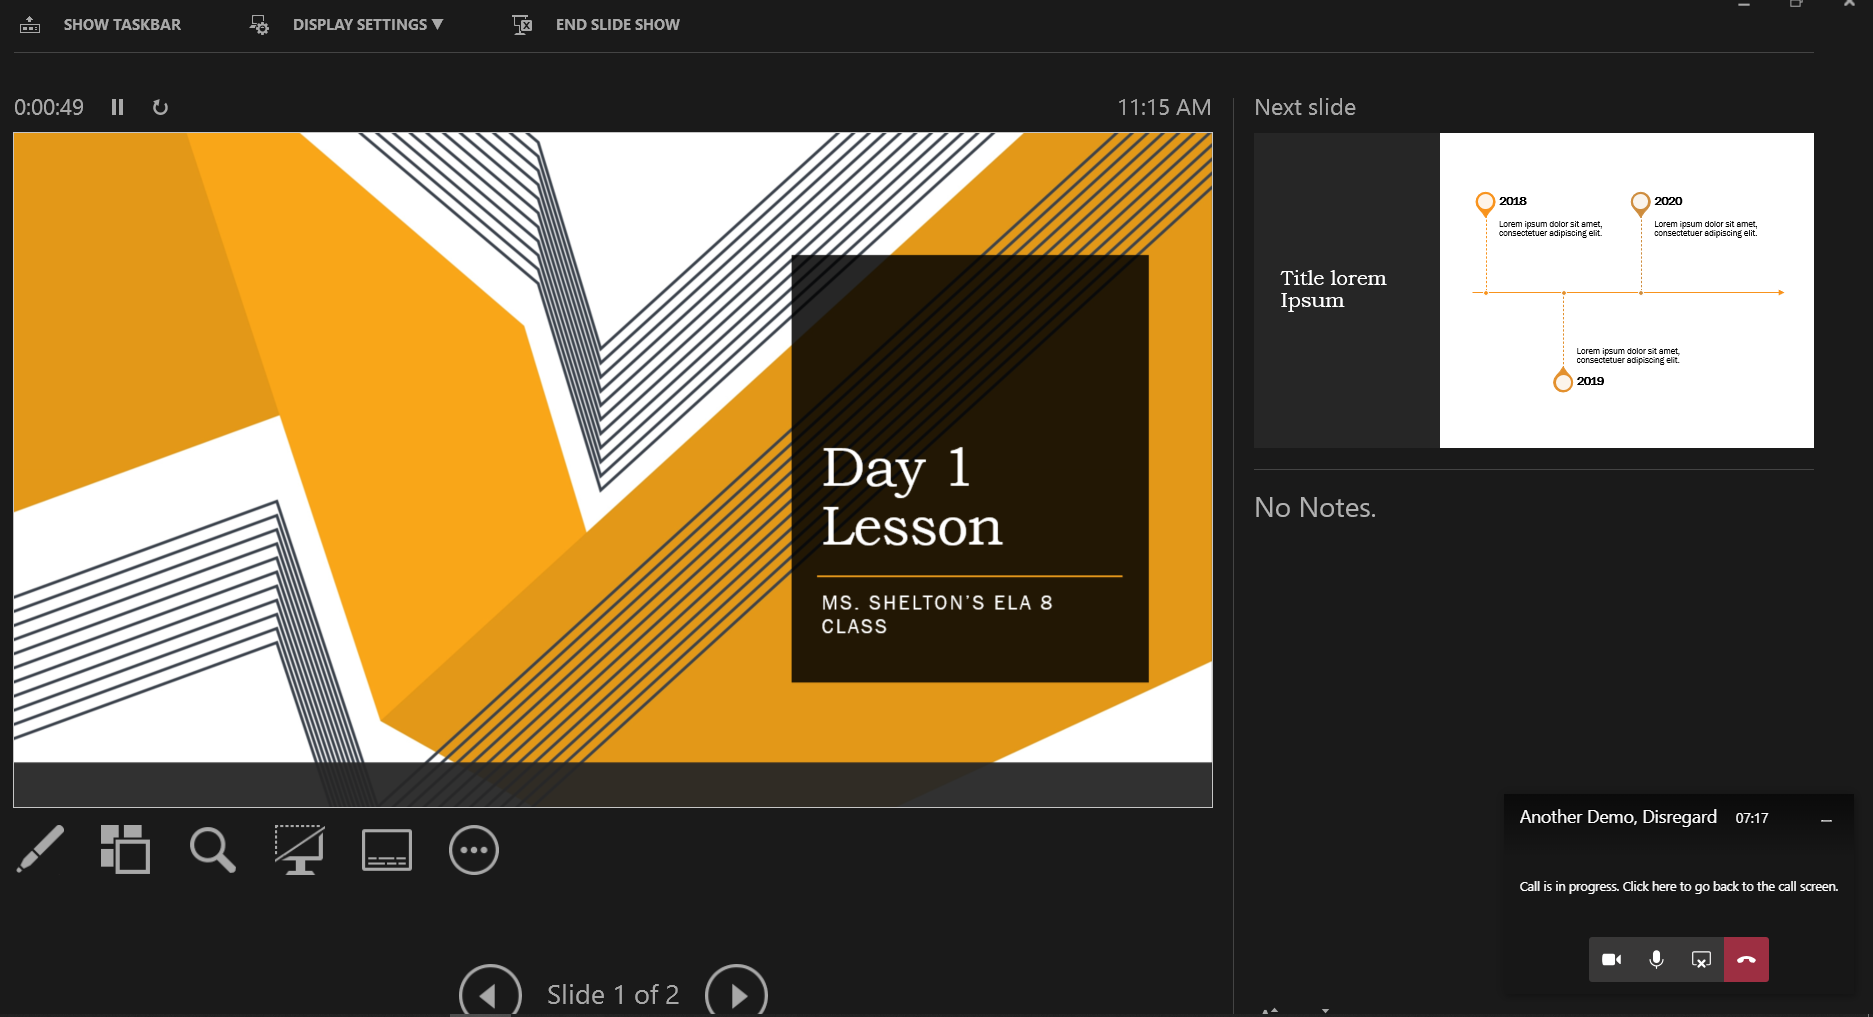 SHOW TASKBAR
DISPLAY SETTINGS ▼
END SLIDE SHOW
0:00:49
11:15 AM
Day 1
Lesson
MS. SHELTON'S ELA 8
CLASS
Slide 1 of 2
Next slide
Title lorem
Ipsum
2018
Lorem ipsum dolor sit amet,
consectetuer adipiscing elit.
2020
Lorem ipsum dolor sit amet,
consectetuer adipiscing elit.
Lorem ipsum dolor sit amet,
consectetuer adipiscing elit.
2019
No Notes.
Another Demo, Disregard 07:17
Call is in progress. Click here to go back to the call screen.